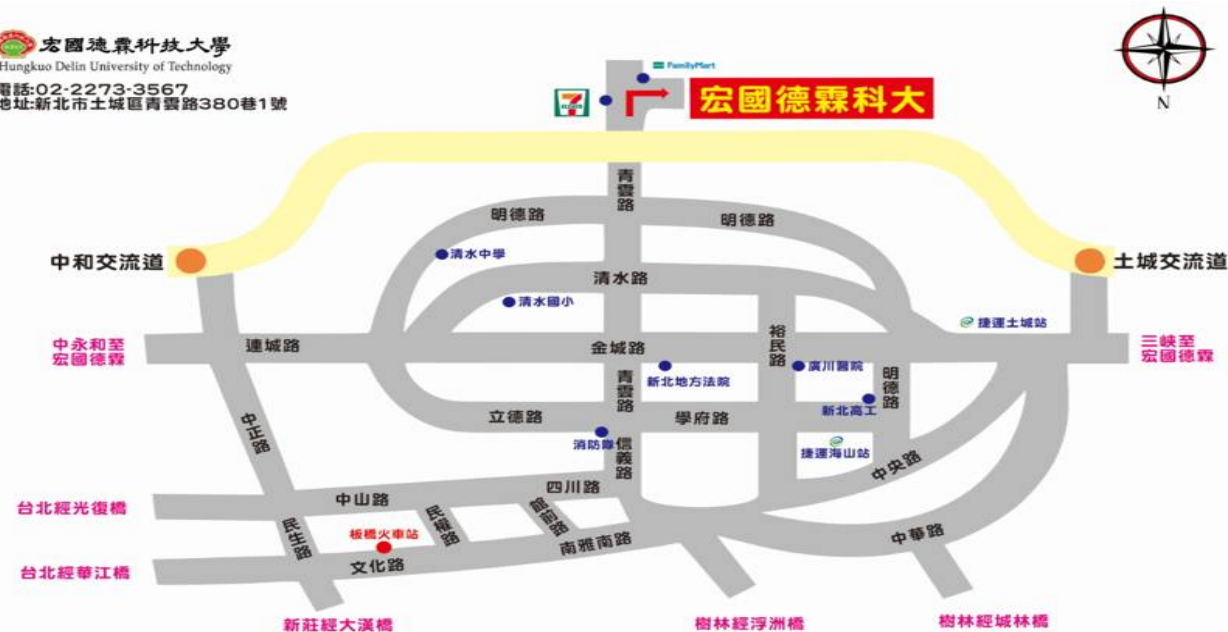 宏國德霖科技大學
Hungkuo Delin University of Technology
電話:02-2273-3567
地址:新北市土城區青雲路380巷1號
FamilyMart
7
ELEVEN
宏國德霖科大
N
青雲路
明德路
明德路
中和交流道
清水中學
土城交流道
清水路
清水國小
裕民路
捷運土城站
中永和至
宏國德霖
連城路
金城路
三峽至
宏國德霖
新北地方法院
廣川醫院
明德路
青雲路
中正路
立德路
學府路
新北高工
消防隊
信義路
捷運海山站
中央路
四川路
中山路
台北經光復橋
民生路
民權路
館前路
板橋火車站
南雅南路
中華路
文化路
台北經華江橋
新莊經大漢橋
樹林經浮洲橋
樹林經城林橋